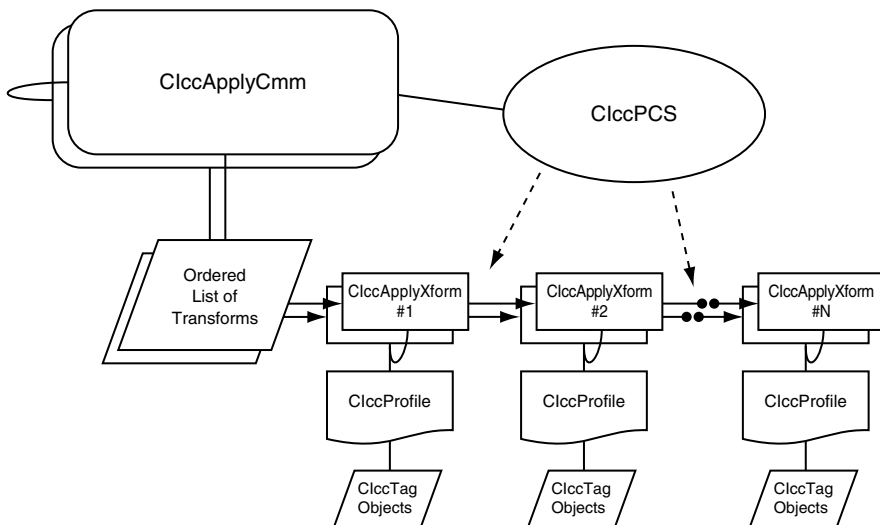 CIccApplyCmm
CIccPCS
Ordered
List of
Transforms
CIccApplyXform
#1
CIccApplyXform
#2
CIccApplyXform
#N
CIccProfile
CIccProfile
CIccProfile
CIccTag
Objects
CIccTag
Objects
CIccTag
Objects